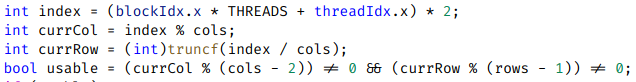 int index = (blockIdx.x * THREADS + threadIdx.x) * 2;
int currCol = index % cols;
int currRow = (int)truncf(index / cols);
bool usable = (currCol % (cols - 2)) ≠ 0 && (currRow % (rows - 1)) ≠ 0;